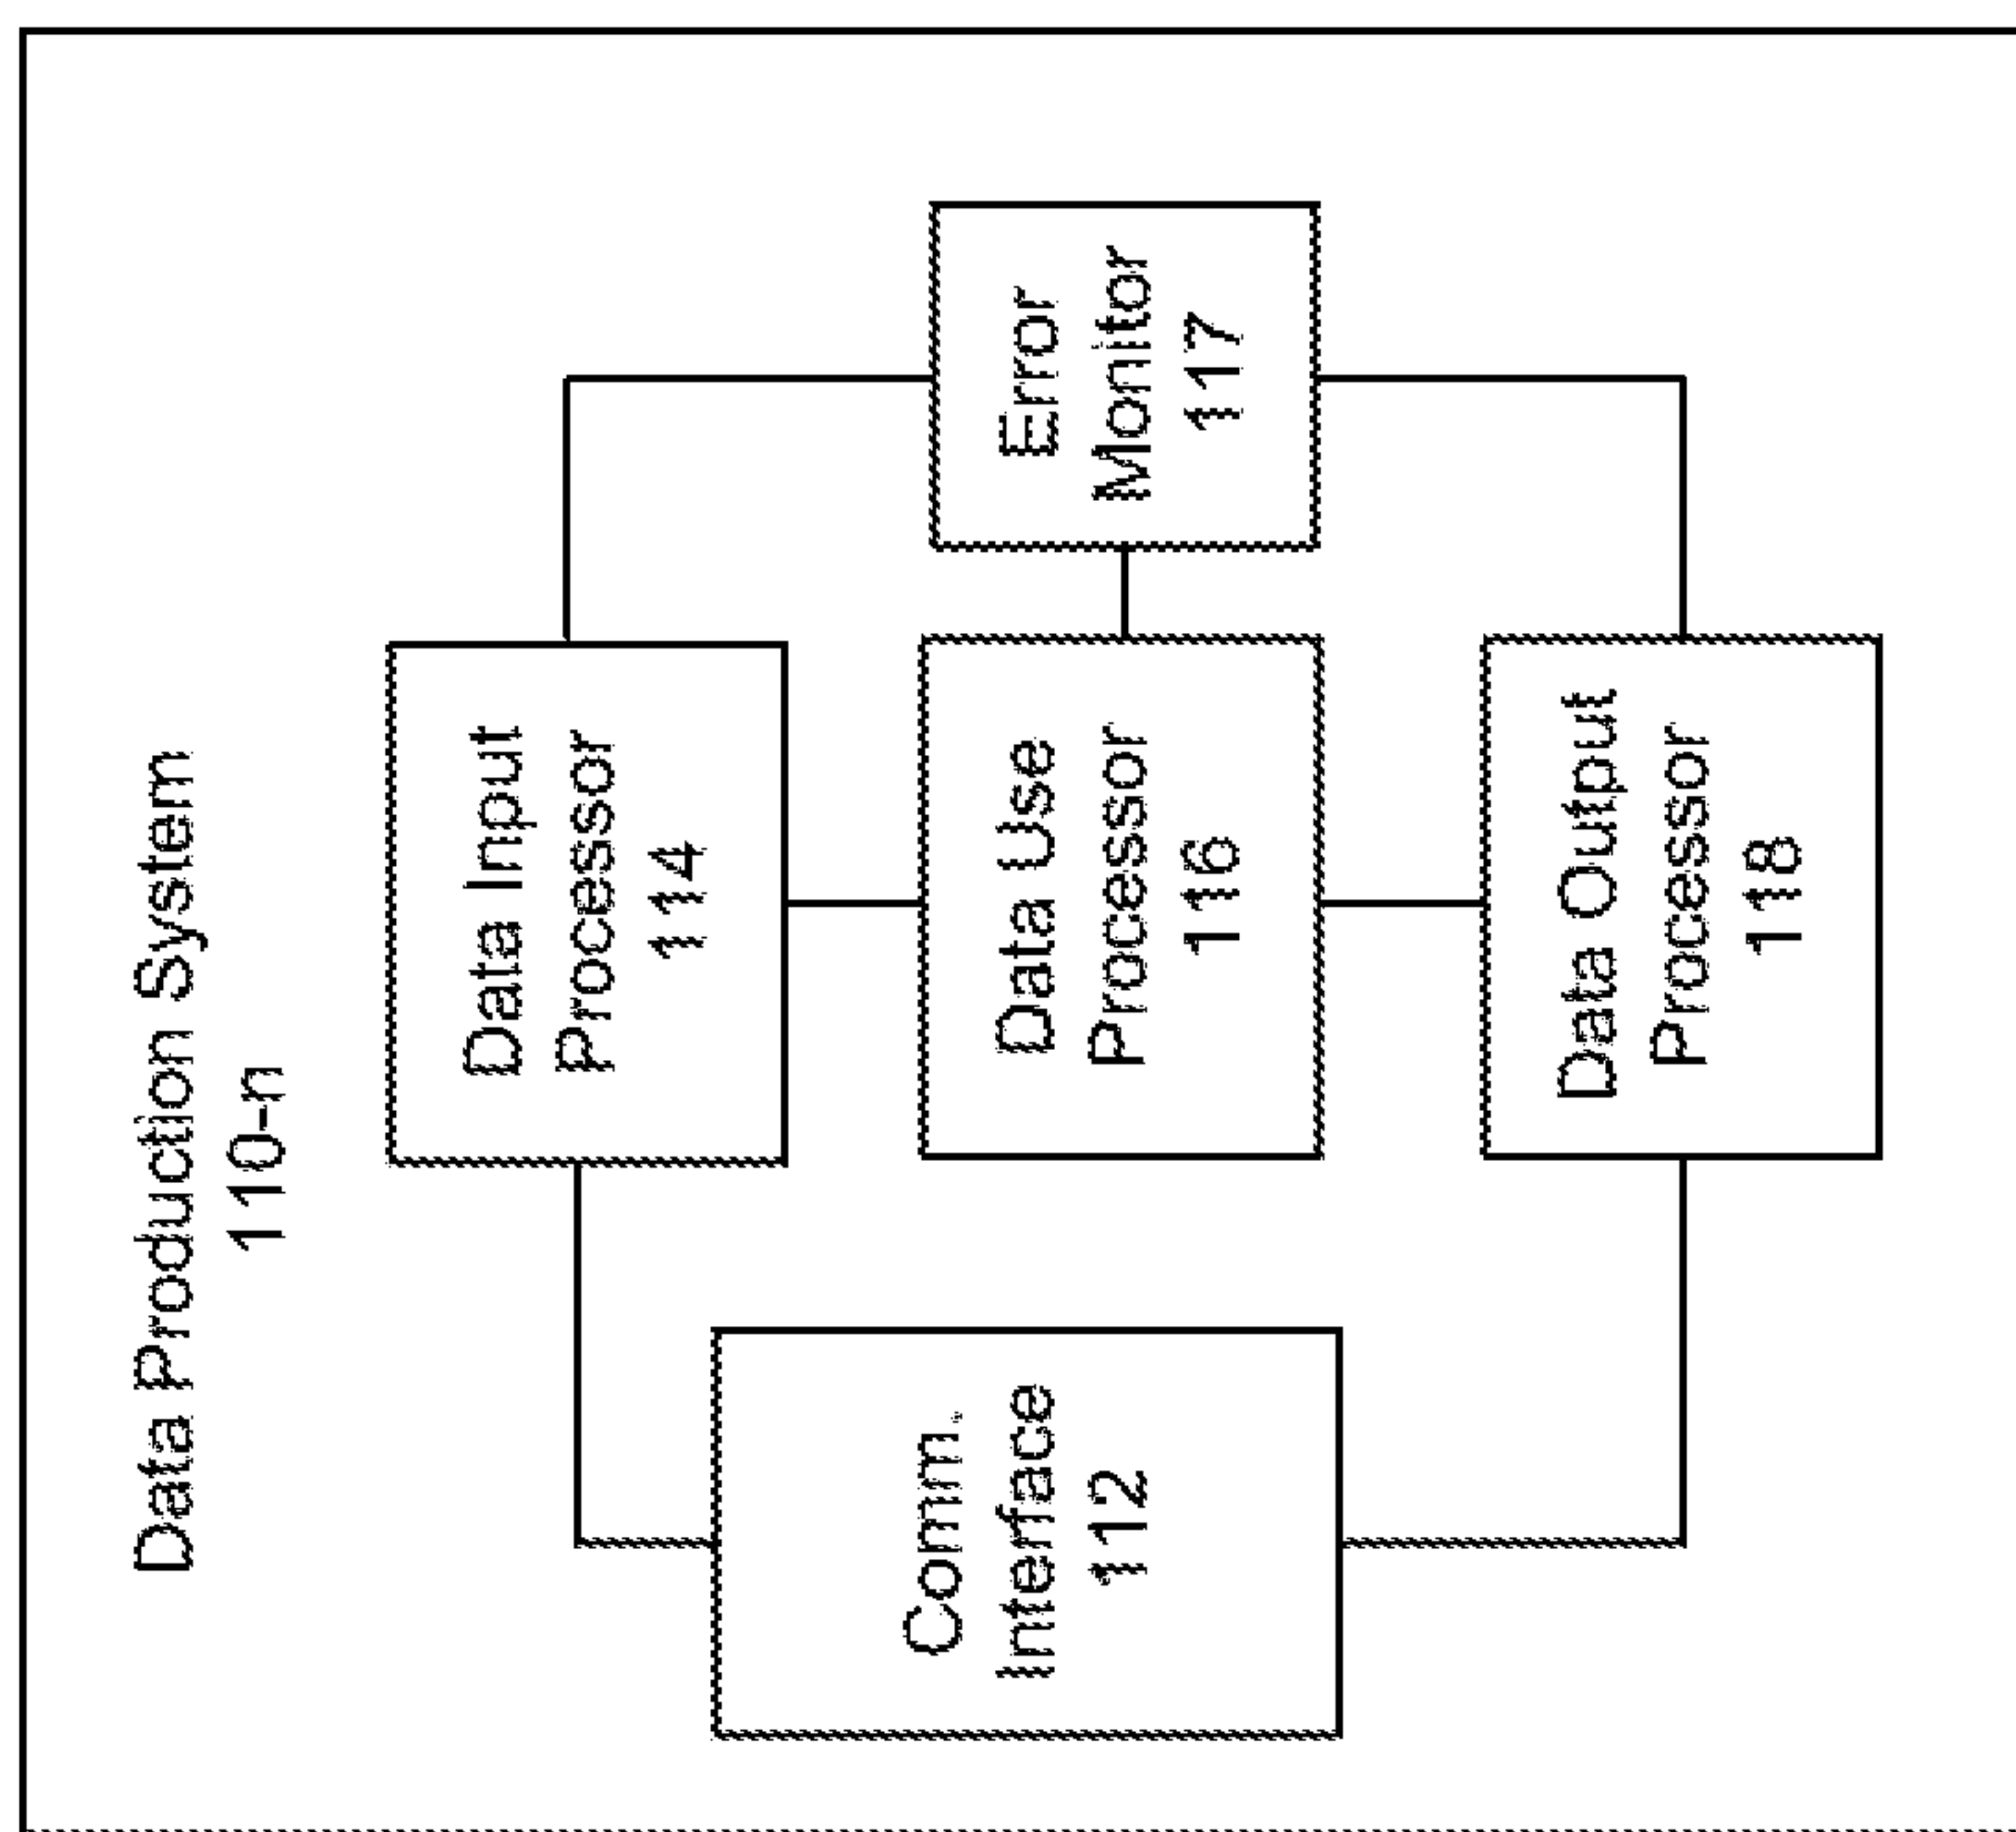 Data Production System
110-n
Data Input
Processor
114
Comm.
Interface
112
Data Use
Processor
116
Error
Monitor
117
Data Output
Processor
118